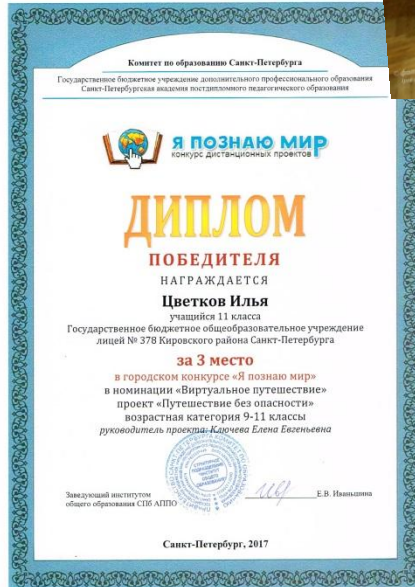 Комитет по образованию Санкт-Петербурга
Государственное бюджетное учреждение дополнительного профессионального образования
Санкт-Петербургская академия постдипломного педагогического образования
Я ПОЗНАЮ МИР
конкурс дистанционных проектов
ДИПЛОМ
ПОБЕДИТЕЛЯ
НАГРАЖДАЕТСЯ
Цветков Илья
учащийся 11 класса
Государственное бюджетное общеобразовательное учреждение
лицей № 378 Кировского района Санкт-Петербурга
за 3 место
в городском конкурсе «Я познаю мир»
в номинации «Виртуальное путешествие»
проект «Путешествие без опасности»
возрастная категория 9-11 классы
руководитель проекта: Ключева Елена Евгеньевна
Заведующий институтом
общего образования СПб АППО
Е.В. Иваньшина
Санкт-Петербург, 2017